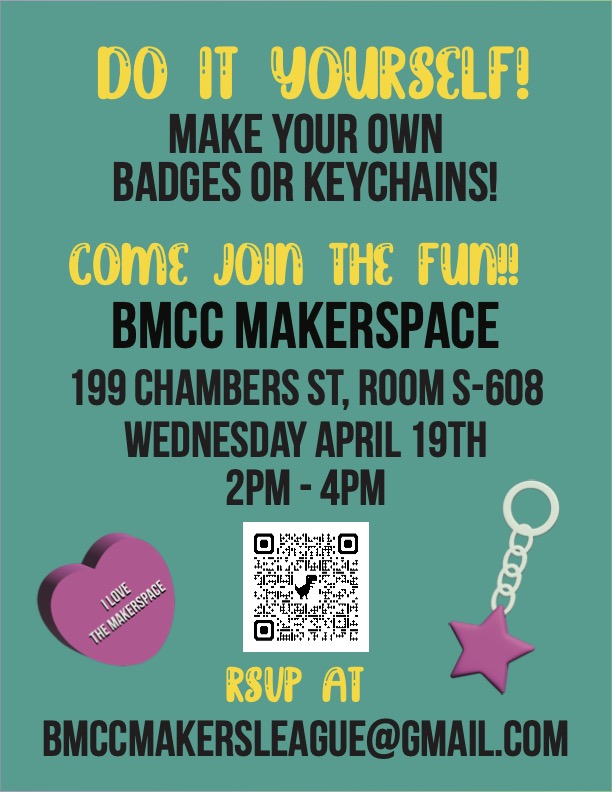 DO IT YOURSELF!
MAKE YOUR OWN
BADGES OR KEYCHAINS!
COME JOIN THE FUN!!
BMCC MAKERSPACE
199 CHAMBERS ST, ROOM S-608
WEDNESDAY APRIL 19TH
2PM - 4PM
I LOVE
THE MAKERSPACE
RSVP AT
BMCCMAKERSLEAGUE@GMAIL.COM